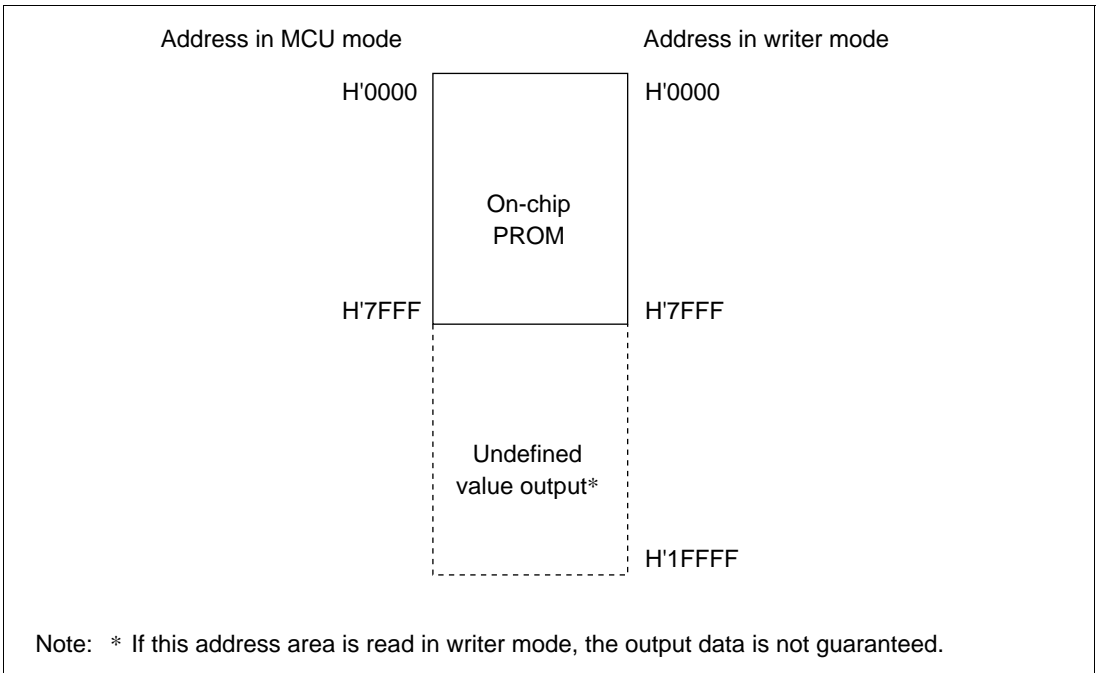 Address in MCU mode
Address in writer mode
H'0000
H'0000
On-chip
PROM
H'7FFF
H'7FFF
Undefined
value output*
H'1FFFF
Note: * If this address area is read in writer mode, the output data is not guaranteed.